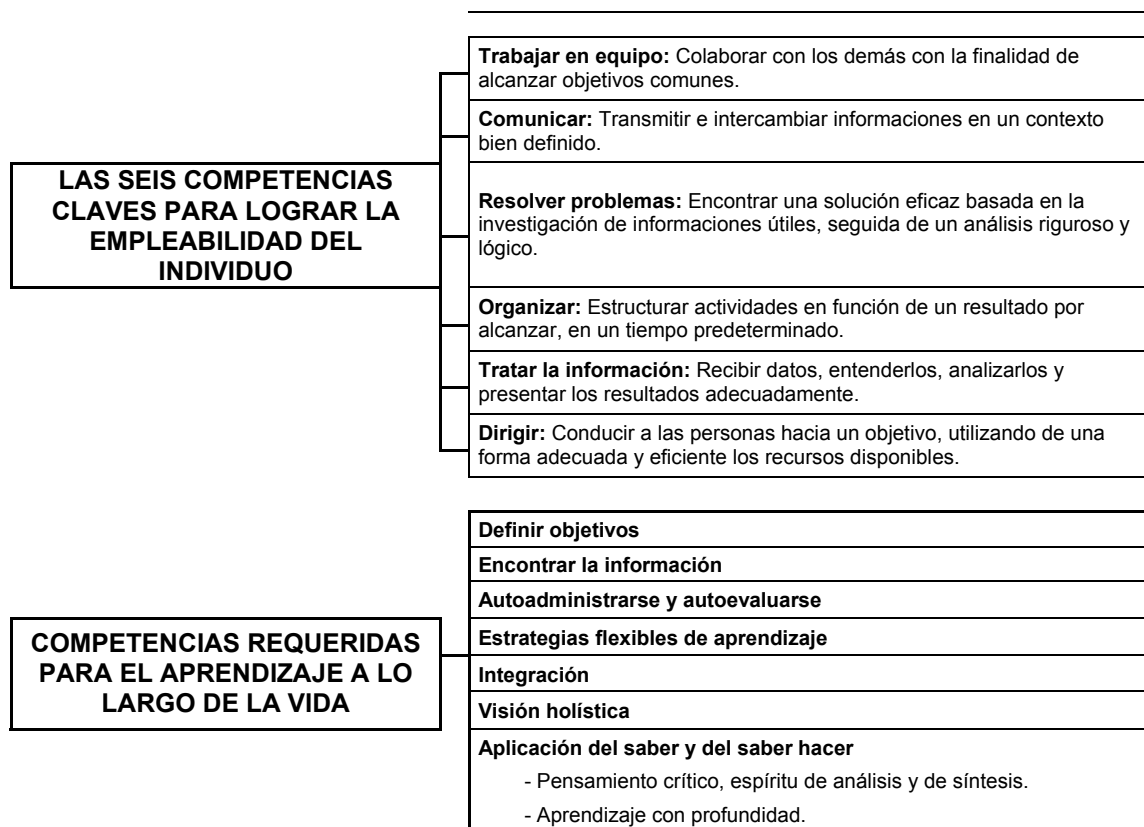 LAS SEIS COMPETENCIAS
CLAVES PARA LOGRAR LA
EMPLEABILIDAD DEL
INDIVIDUO
Trabajar en equipo: Colaborar con los demás con la finalidad de
alcanzar objetivos comunes.
Comunicar: Transmitir e intercambiar informaciones en un contexto
bien definido.
Resolver problemas: Encontrar una solución eficaz basada en la
investigación de informaciones útiles, seguida de un análisis riguroso y
lógico.
Organizar: Estructurar actividades en función de un resultado por
alcanzar, en un tiempo predeterminado.
Tratar la información: Recibir datos, entenderlos, analizarlos y
presentar los resultados adecuadamente.
Dirigir: Conducir a las personas hacia un objetivo, utilizando de una
forma adecuada y eficiente los recursos disponibles.
COMPETENCIAS REQUERIDAS
PARA EL APRENDIZAJE A LO
LARGO DE LA VIDA
Definir objetivos
Encontrar la información
Autoadministrarse y autoevaluarse
Estrategias flexibles de aprendizaje
Integración
Visión holística
Aplicación del saber y del saber hacer
- Pensamiento crítico, espíritu de análisis y de síntesis.
- Aprendizaje con profundidad.